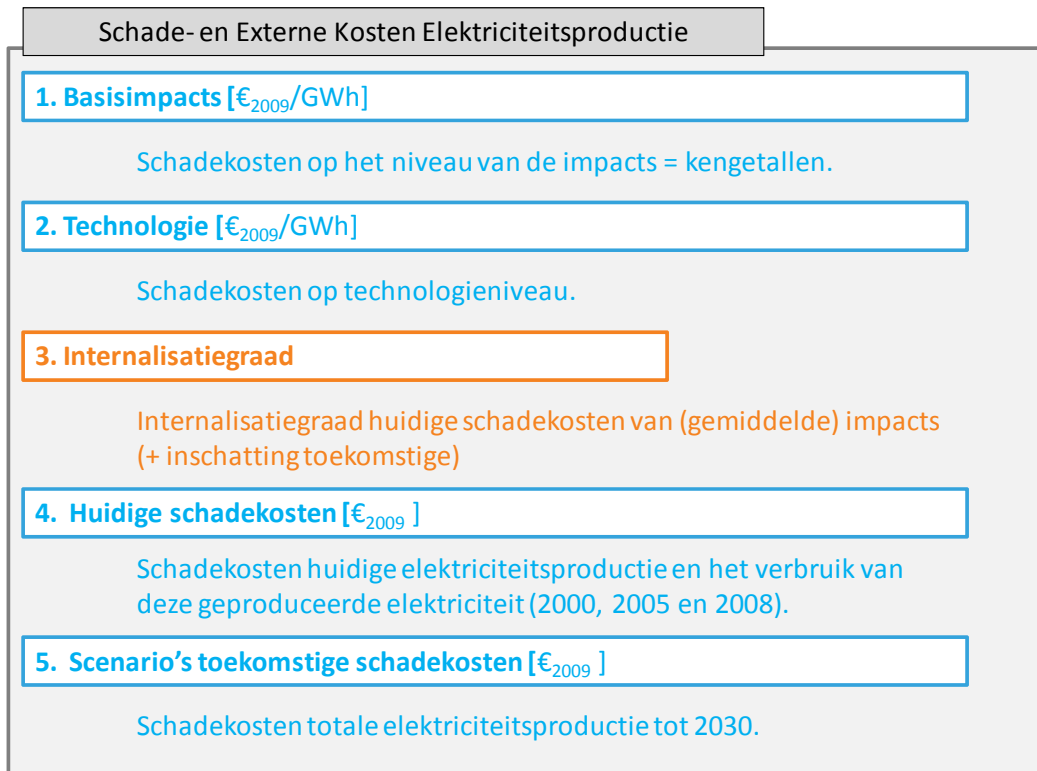 Schade- en Externe Kosten Elektriciteitsproductie
1. Basisimpacts [€2009/GWh]
Schadekosten op het niveau van de impacts = kengetallen.
2. Technologie [€2009/GWh]
Schadekosten op technologieniveau.
3. Internalisatiegraad
Internalisatiegraad huidige schadekosten van (gemiddelde) impacts
(+ inschatting toekomstige)
4. Huidige schadekosten [€2009 ]
Schadekosten huidige elektriciteitsproductie en het verbruik van
deze geproduceerde elektriciteit (2000, 2005 en 2008).
5. Scenario’s toekomstige schadekosten [€2009 ]
Schadekosten totale elektriciteitsproductie tot 2030.